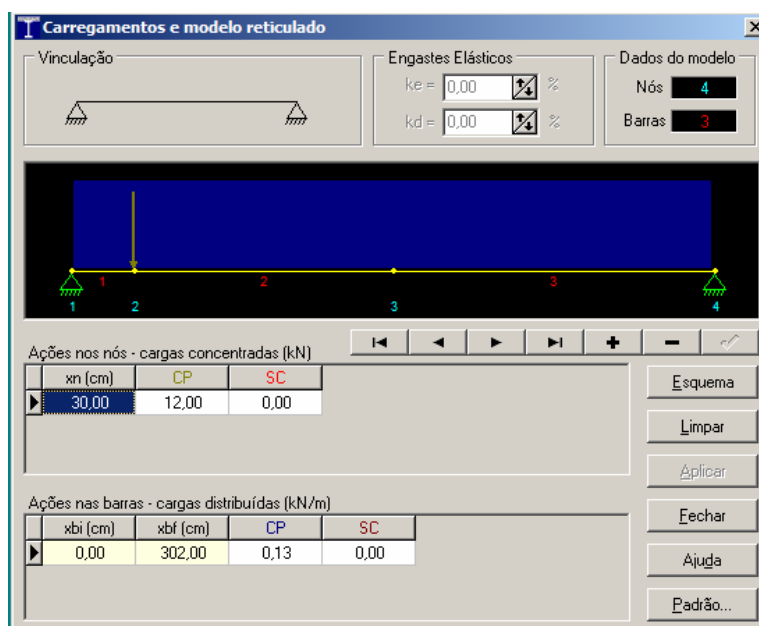 Carregamentos e modelo reticulado
Vinculação
Engastes Elásticos
ke = 0,00 %
kd = 0,00 %
Dados do modelo
Nós 4
Barras 3
1 2 3
1 2 3 4
Ações nos nós - cargas concentradas (kN)
xn (cm) CP SC
30,00 12,00 0,00
Ações nas barras - cargas distribuídas (kN/m)
xbi (cm) xbf (cm) CP SC
0,00 302,00 0,13 0,00
Esquema
Limpar
Aplicar
Fechar
Ajuda
Padrão...